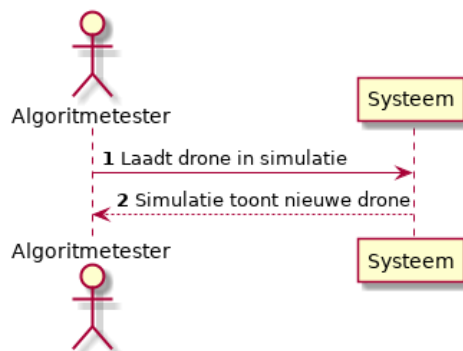 Algoritmetester
Systeem
1 Laadt drone in simulatie
2 Simulatie toont nieuwe drone
Algoritmetester
Systeem